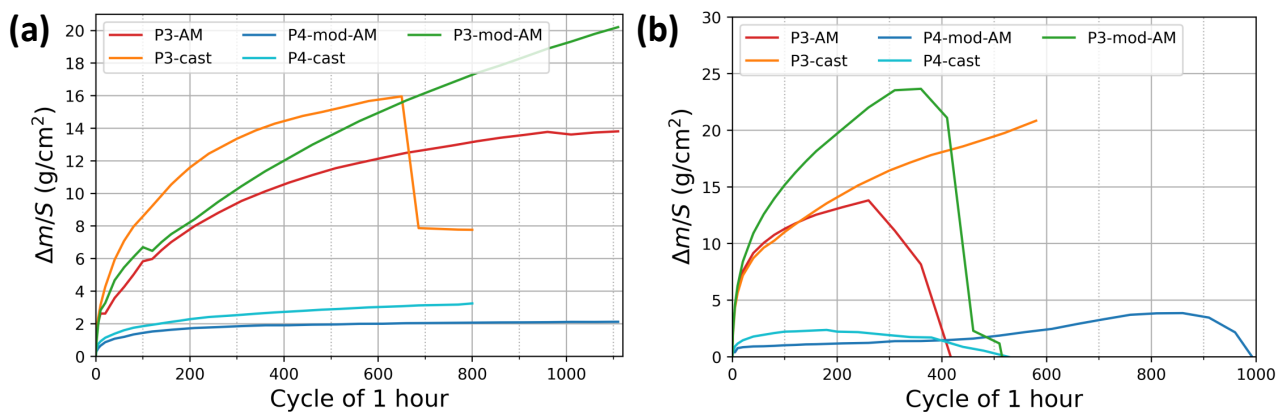 (a)
P3-AM P4-mod-AM P3-mod-AM
P3-cast P4-cast
20
18
16
14
12
10
8
6
4
2
0
Δm/S (g/cm²)
0 200 400 600 800 1000
Cycle of 1 hour
(b)
P3-AM P4-mod-AM P3-mod-AM
P3-cast P4-cast
30
25
20
15
10
5
0
Δm/S (g/cm²)
0 200 400 600 800 1000
Cycle of 1 hour